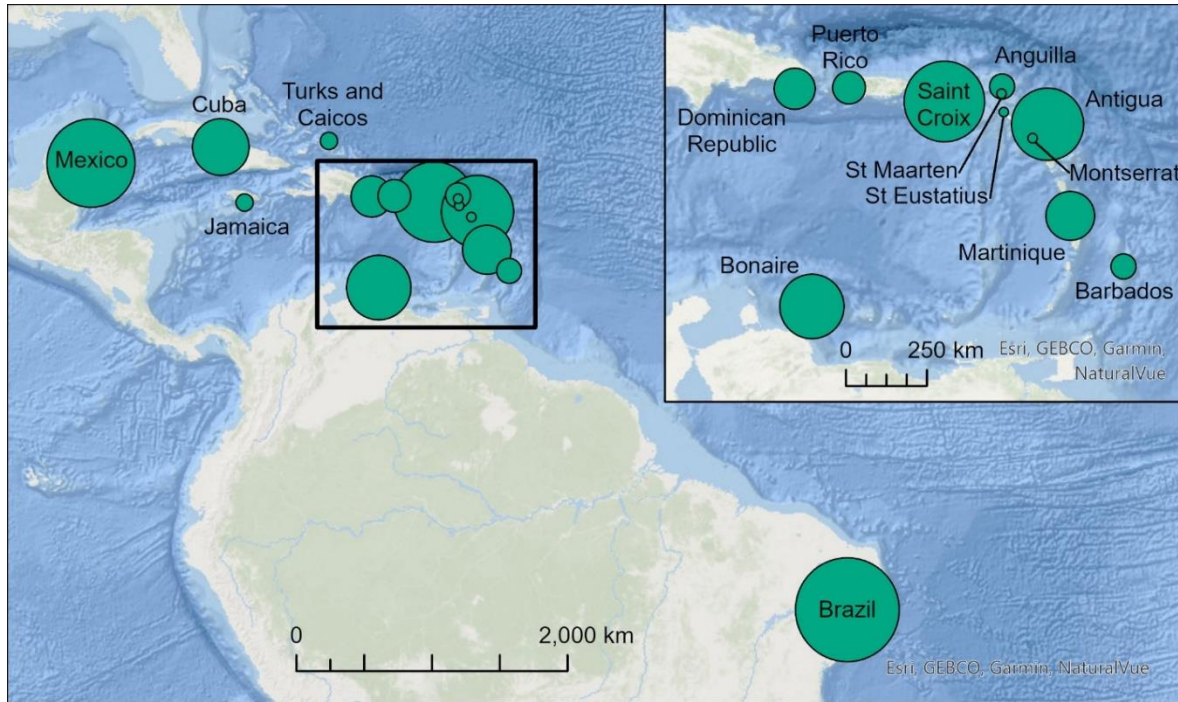 Cuba
Turks and
Caicos
Mexico
Jamaica
Puerto
Rico
Anguilla
Saint
Croix
Antigua
Dominican
Republic
St Maarten
St Eustatius
Montserrat
Martinique
Bonaire
Barbados
0 250 km
Esri, GEBCO, Garmin,
NaturalVue
Brazil
0 2,000 km
Esri, GEBCO, Garmin, NaturalVue